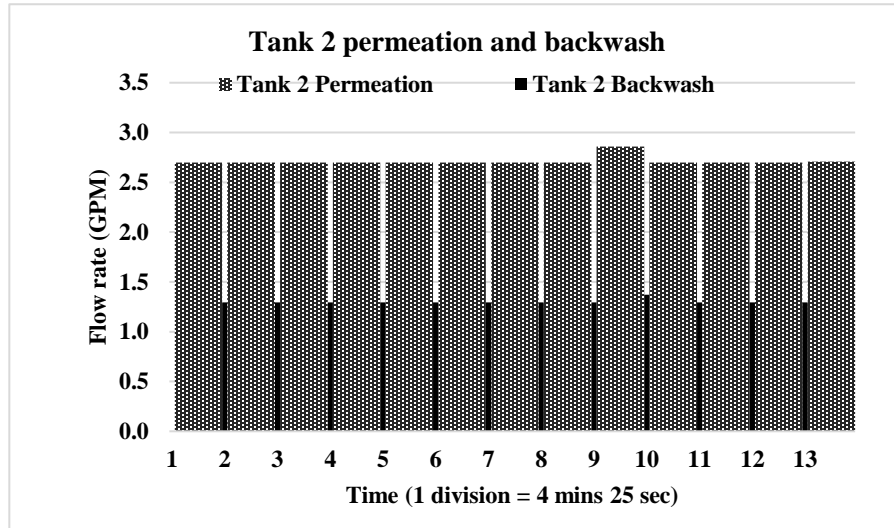 Tank 2 permeation and backwash
Tank 2 Permeation
Tank 2 Backwash
Flow rate (GPM)
3.5
3.0
2.5
2.0
1.5
1.0
0.5
0.0
1 2 3 4 5 6 7 8 9 10 11 12 13
Time (1 division = 4 mins 25 sec)